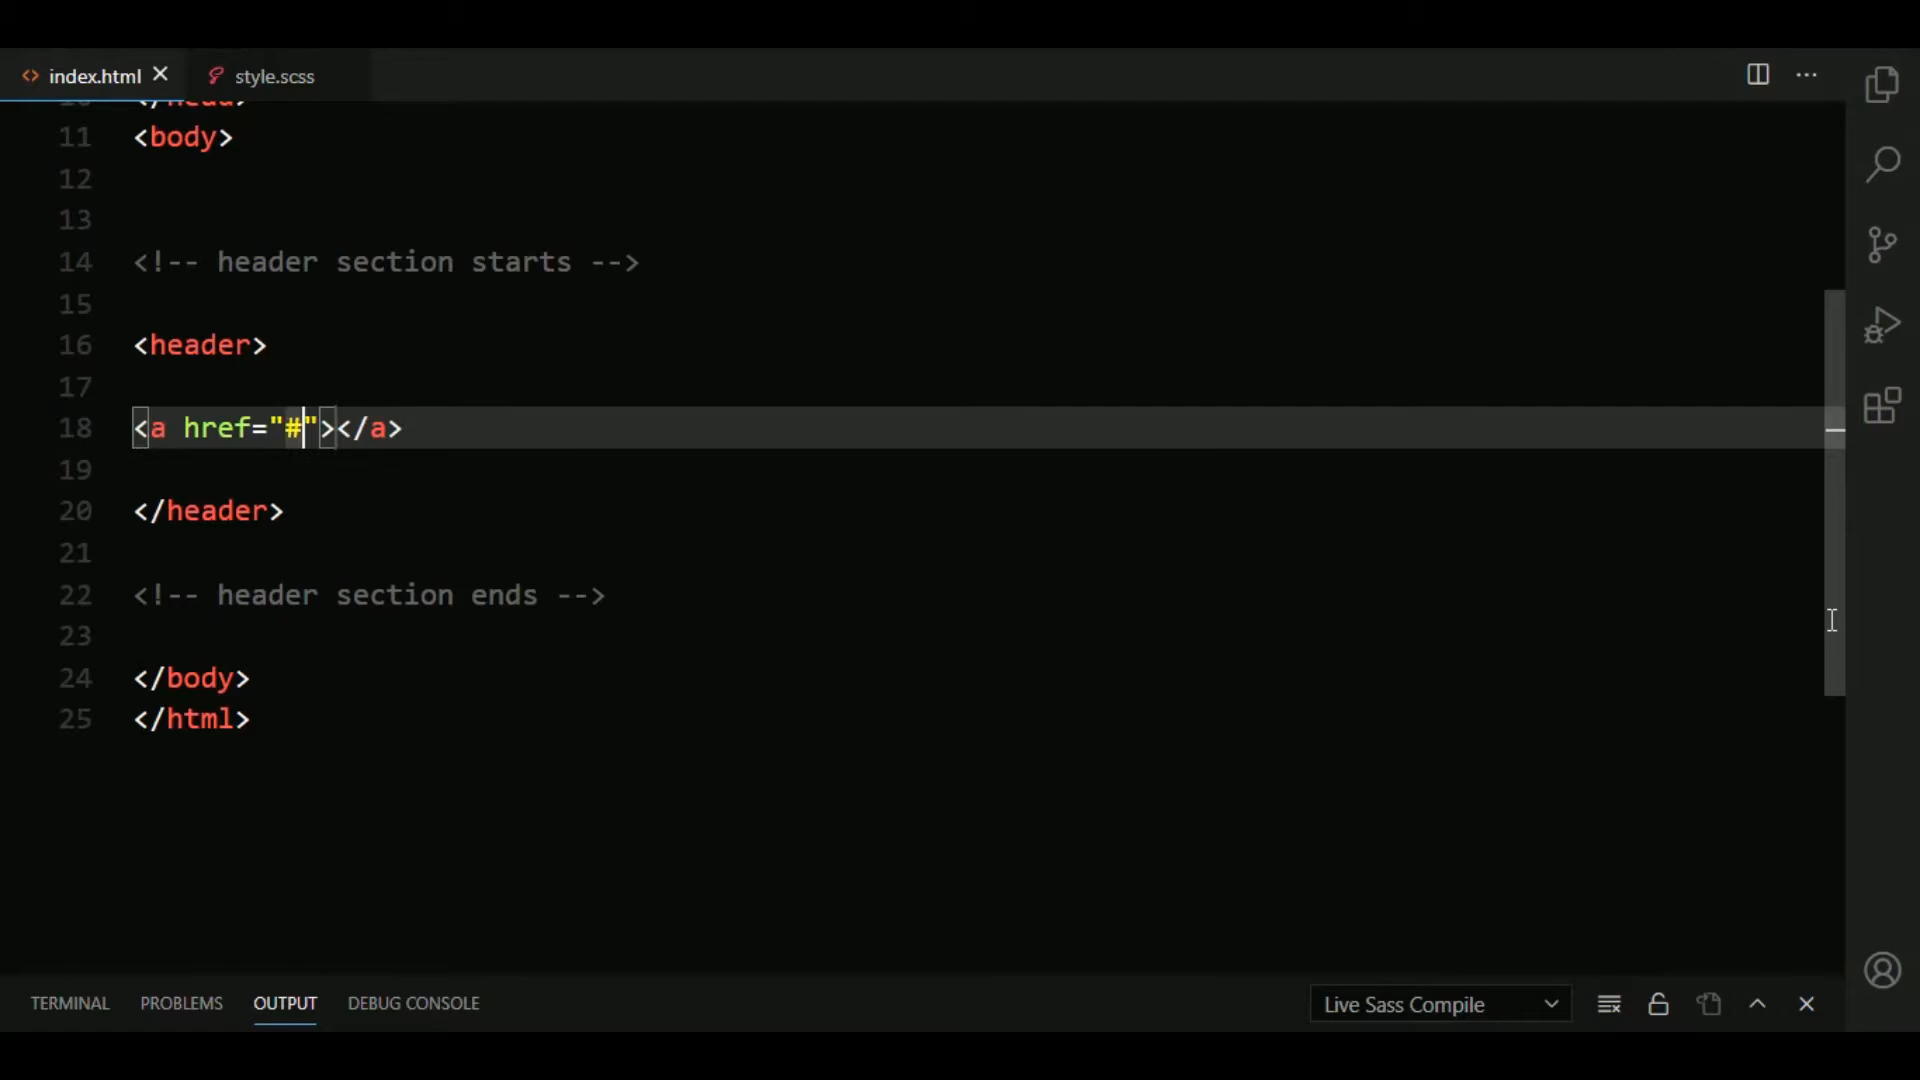 index.html
style.scss
10 </head>
11 <body>
12
13
14 <!-- header section starts -->
15
16 <header>
17
18 <a href="#"></a>
19
20 </header>
21
22 <!-- header section ends -->
23
24 </body>
25 </html>
TERMINAL PROBLEMS OUTPUT DEBUG CONSOLE Live Sass Compile